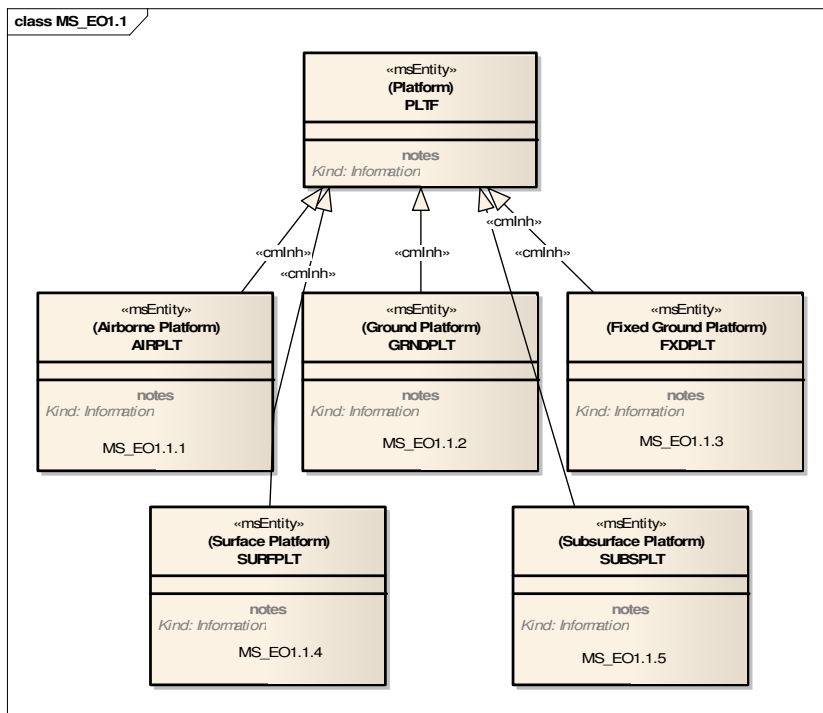 class MS_EO1.1
«msEntity»
(Platform)
PLTF
notes
Kind: Information
«cmInh»
«cmInh»
«cmInh»
«cmInh»
«cmInh»
«msEntity»
(Airborne Platform)
AIRPLT
notes
Kind: Information
MS_EO1.1.1
«msEntity»
(Ground Platform)
GRNDPLT
notes
Kind: Information
MS_EO1.1.2
«msEntity»
(Fixed Ground Platform)
FXDPLT
notes
Kind: Information
MS_EO1.1.3
«msEntity»
(Surface Platform)
SURFPLT
notes
Kind: Information
MS_EO1.1.4
«msEntity»
(Subsurface Platform)
SUBSPLT
notes
Kind: Information
MS_EO1.1.5